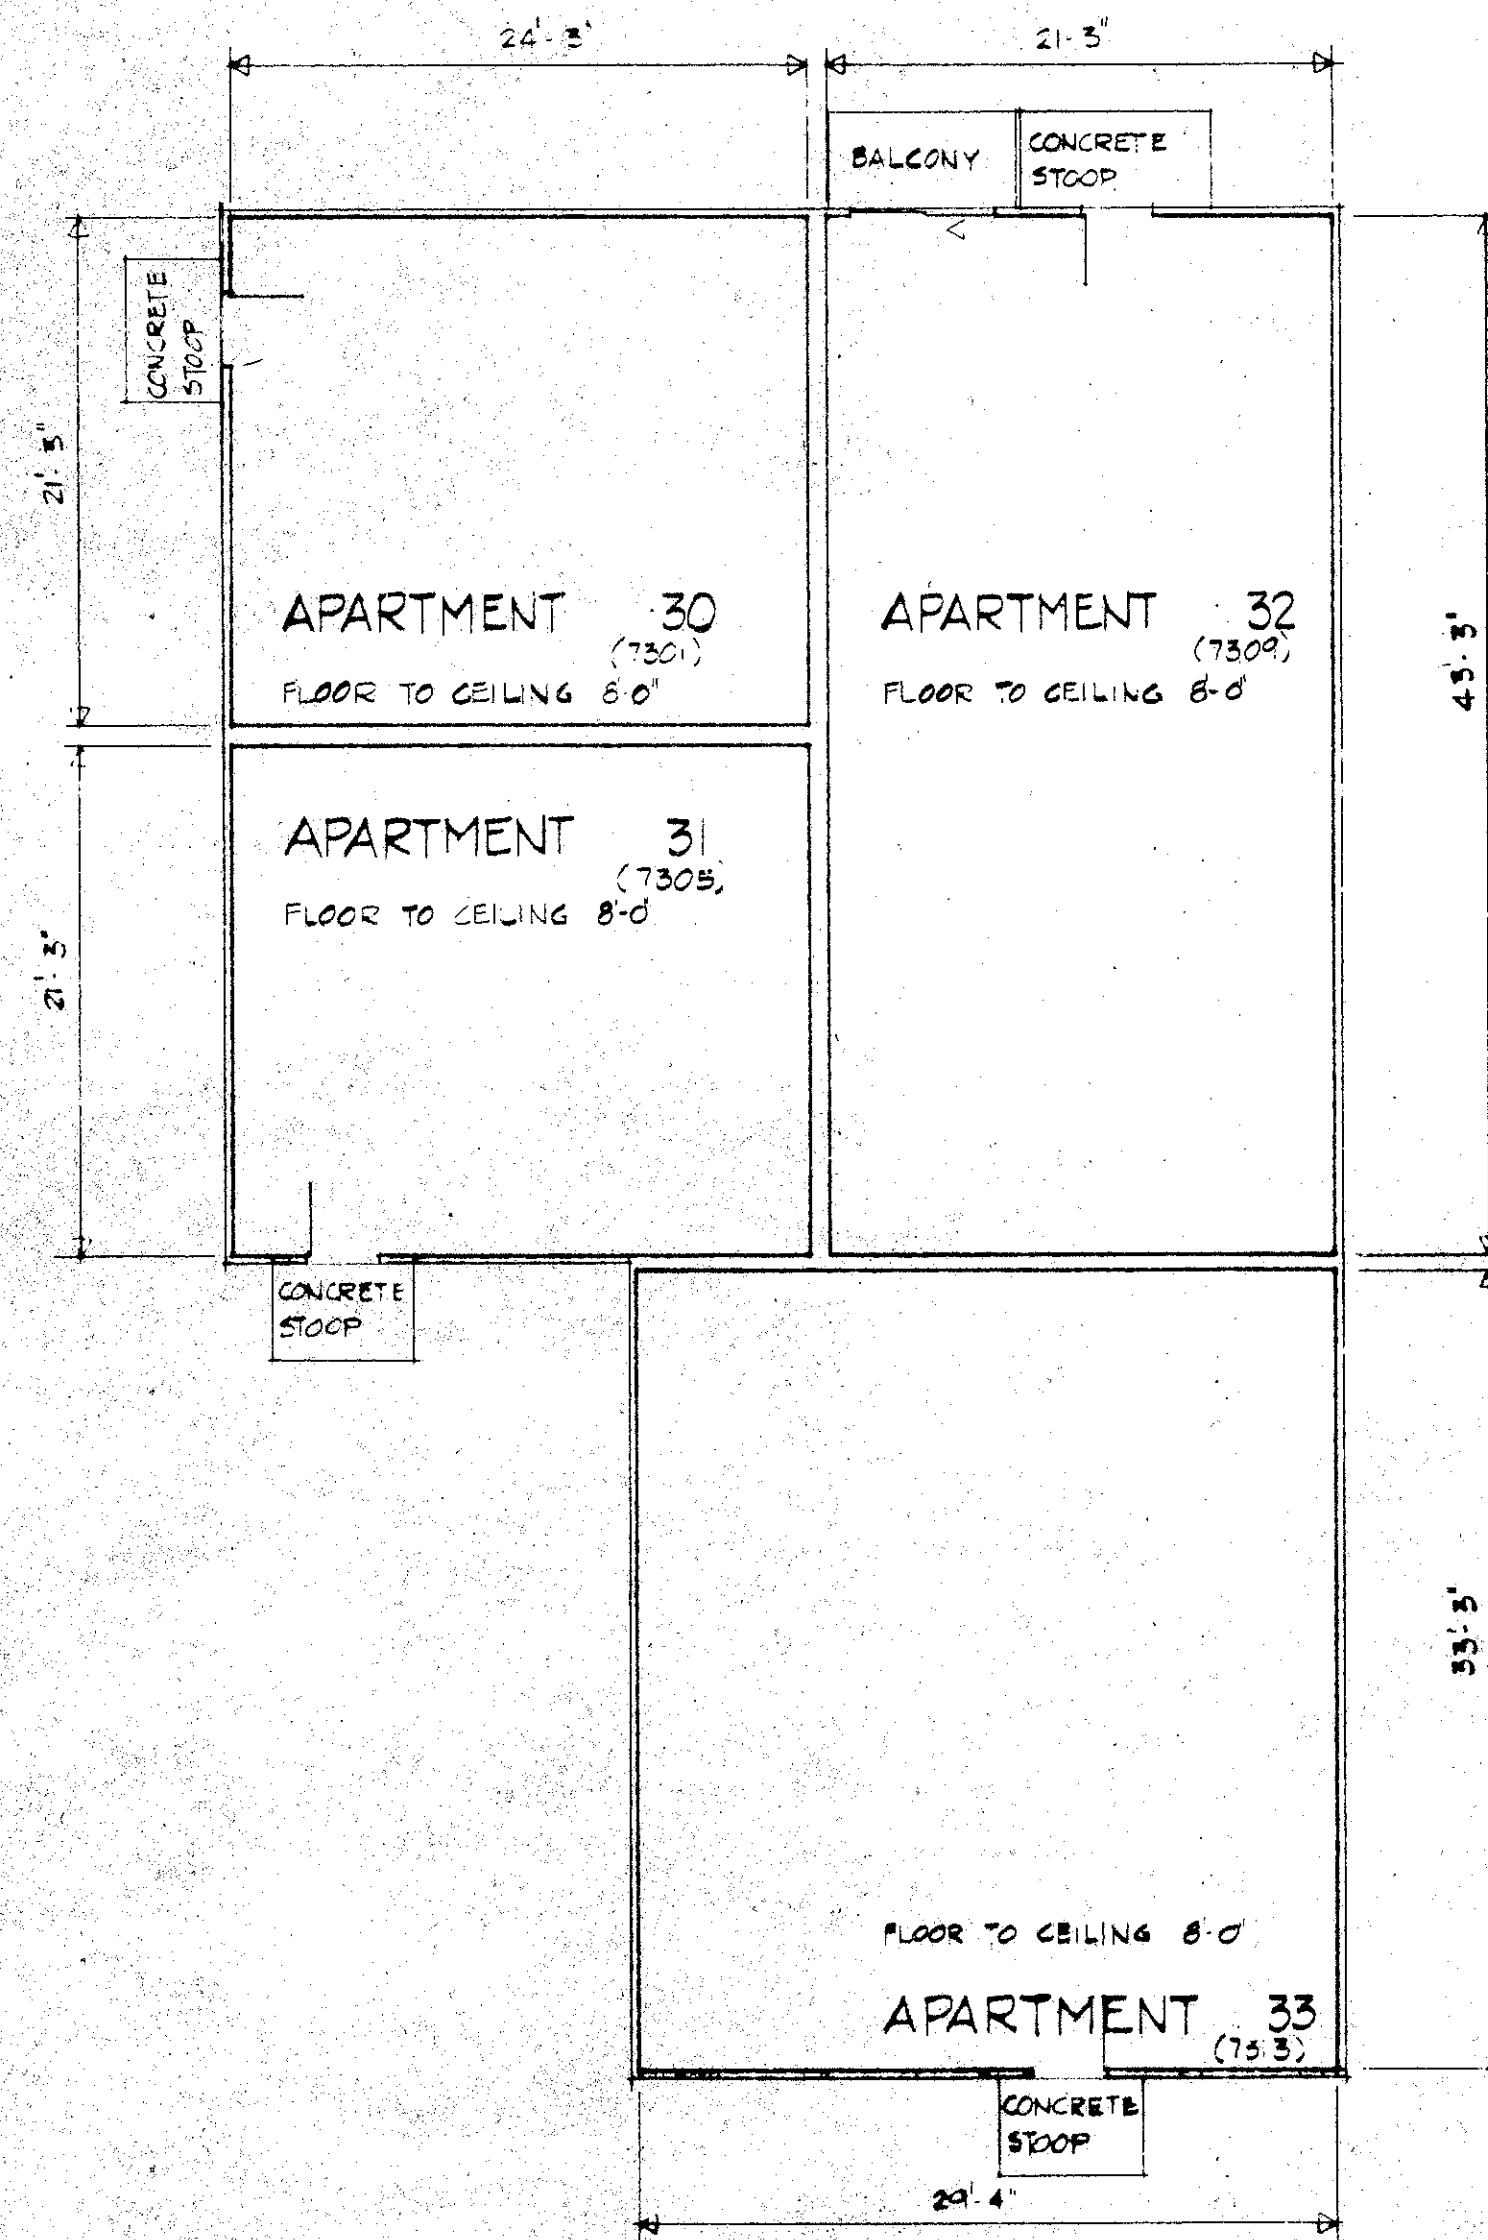 24'-3"
21'-3"
BALCONY
CONCRETE
STOOP
CONCRETE
STOOP
21'-3"
APARTMENT 30
(7301)
FLOOR TO CEILING 8'-0"
APARTMENT 32
(7309)
FLOOR TO CEILING 8'-0"
43'-3"
APARTMENT 31
(7305)
FLOOR TO CEILING 8'-0"
21'-3"
CONCRETE
STOOP
33'-3"
FLOOR TO CEILING 8'-0"
APARTMENT 33
(7313)
CONCRETE
STOOP
29'-4"